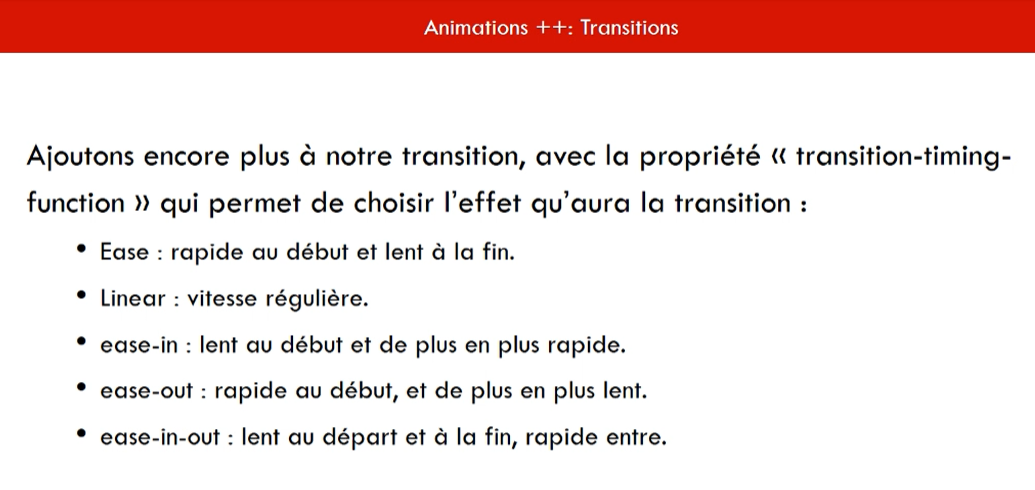 Animations ++: Transitions
Ajoutons encore plus à notre transition, avec la propriété « transition-timing-
function » qui permet de choisir l’effet qu’aura la transition :
• Ease : rapide au début et lent à la fin.
• Linear : vitesse régulière.
• ease-in : lent au début et de plus en plus rapide.
• ease-out : rapide au début, et de plus en plus lent.
• ease-in-out : lent au départ et à la fin, rapide entre.